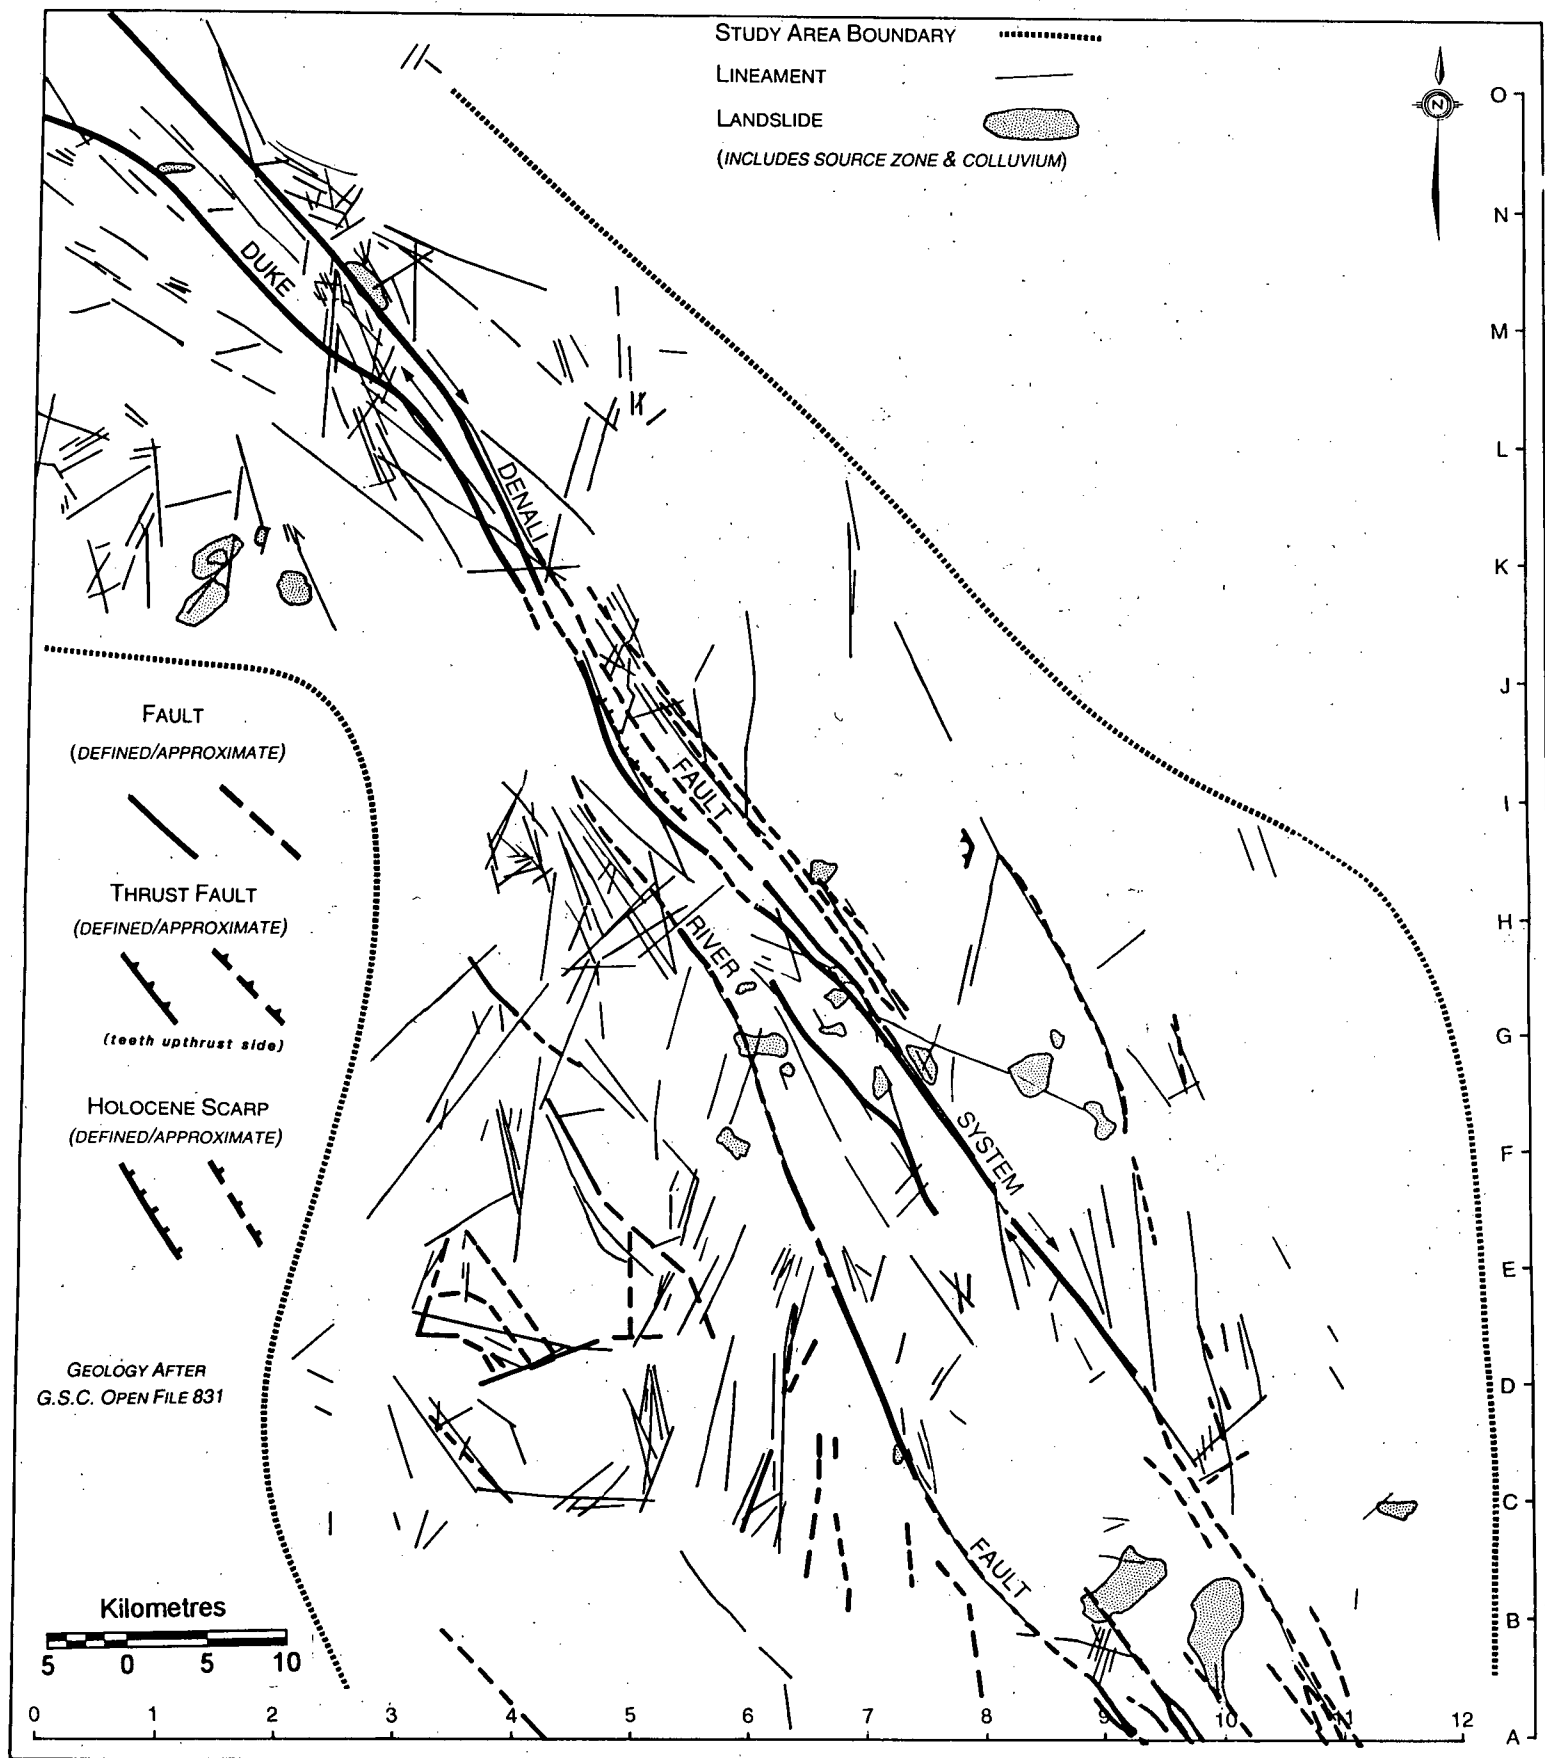 STUDY AREA BOUNDARY
LINEAMENT
LANDSLIDE
(INCLUDES SOURCE ZONE & COLLUVIUM)
N
O
N
M
L
K
J
I
H
G
F
E
D
C
B
A
DUKE
DENALI
FAULT
RIVER
SYSTEM
FAULT
FAULT
(DEFINED/APPROXIMATE)
THRUST FAULT
(DEFINED/APPROXIMATE)
(teeth upthrust side)
HOLOCENE SCARP
(DEFINED/APPROXIMATE)
GEOLOGY AFTER
G.S.C. OPEN FILE 831
Kilometres
5 0 5 10
0 1 2 3 4 5 6 7 8 9 10 11 12